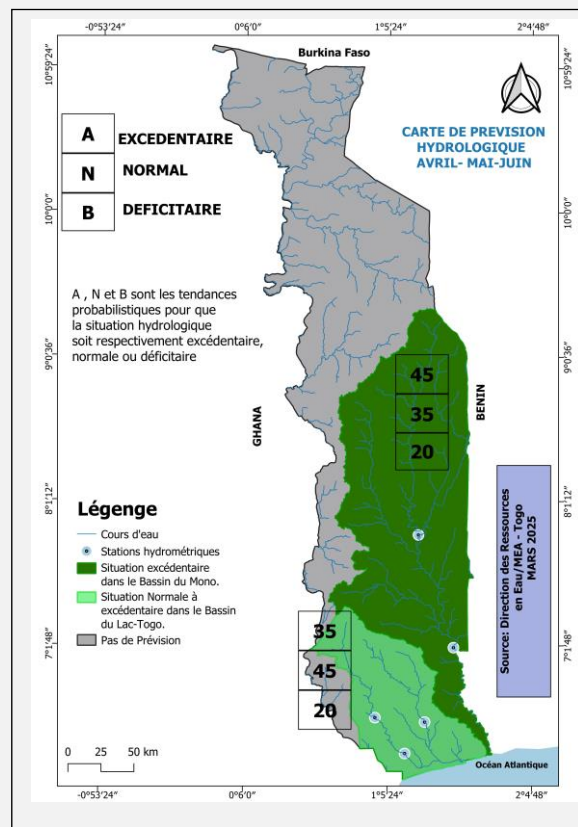 -0°53'24" 0°6'0" 1°5'24" 2°4'48"
10°59'24" 10°59'24"
Burkina Faso
A EXCEDENTAIRE
N NORMAL
B DEFICITAIRE
CARTE DE PREVISION
HYDROLOGIQUE
AVRIL- MAI-JUIN
10°0'0" 10°0'0"
A , N et B sont les tendances
probabilistiques pour que
la situation hydrologique
soit respectivement excédentaire,
normale ou déficitaire
9°0'36" 9°0'36"
45
35
20
GHANA
BENIN
8°1'12" 8°1'12"
Source: Direction des Ressources
en Eau/MEA - Togo
MARS 2025
Légenge
Cours d'eau
Stations hydrométriques
Situation excédentaire
dans le Bassin du Mono.
Situation Normale à
excédentaire dans le Bassin
du Lac-Togo.
Pas de Prévision
35
45
20
7°1'48" 7°1'48"
0 25 50 km
Océan Atlantique
-0°53'24" 0°6'0" 1°5'24" 2°4'48"